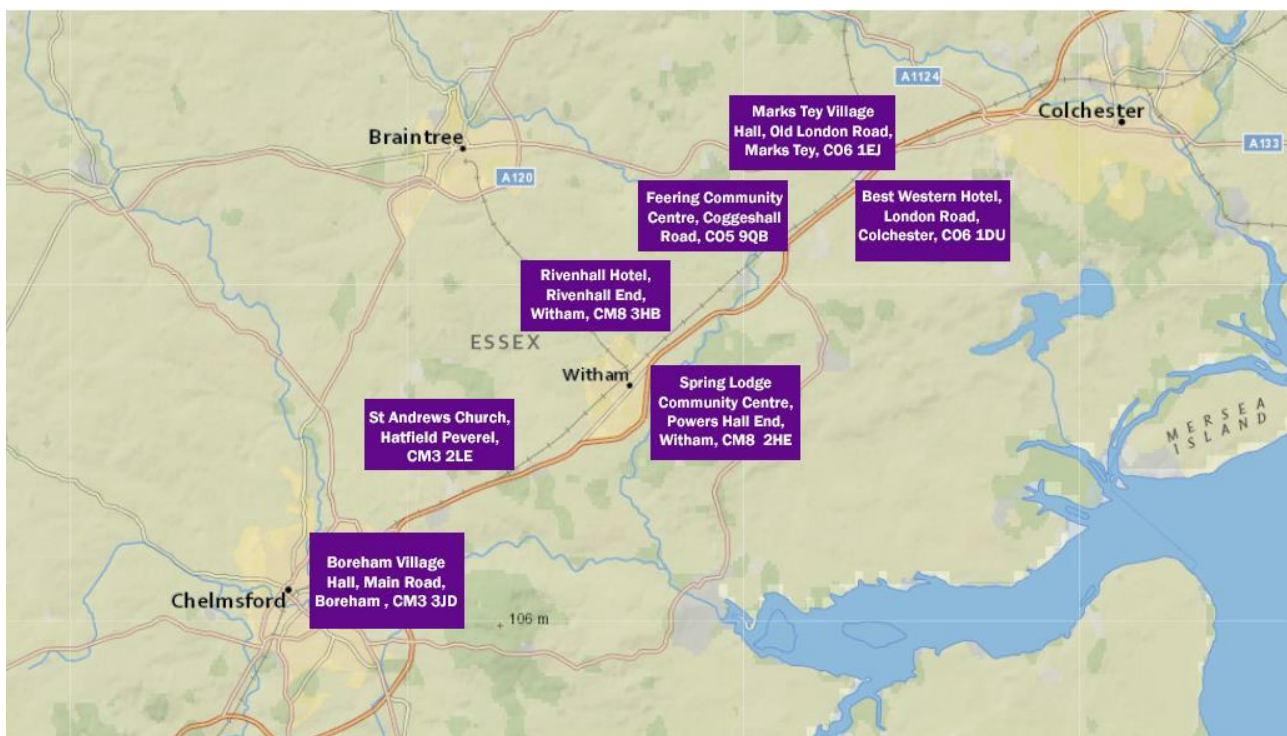 A1124
Colchester
A133
Marks Tey Village
Hall, Old London Road,
Marks Tey, CO6 1EJ
Braintree
A120
Feering Community
Centre, Coggeshall
Road, CO5 9QB
Best Western Hotel,
London Road,
Colchester, CO6 1DU
Rivenhall Hotel,
Rivenhall End,
Witham, CM8 3HB
ESSEX
Witham
Spring Lodge
Community Centre,
Powers Hall End,
Witham, CM8 2HE
St Andrews Church,
Hatfield Peverel,
CM3 2LE
MERSEA
ISLAND
Boreham Village
Hall, Main Road,
Boreham , CM3 3JD
Chelmsford
106 m